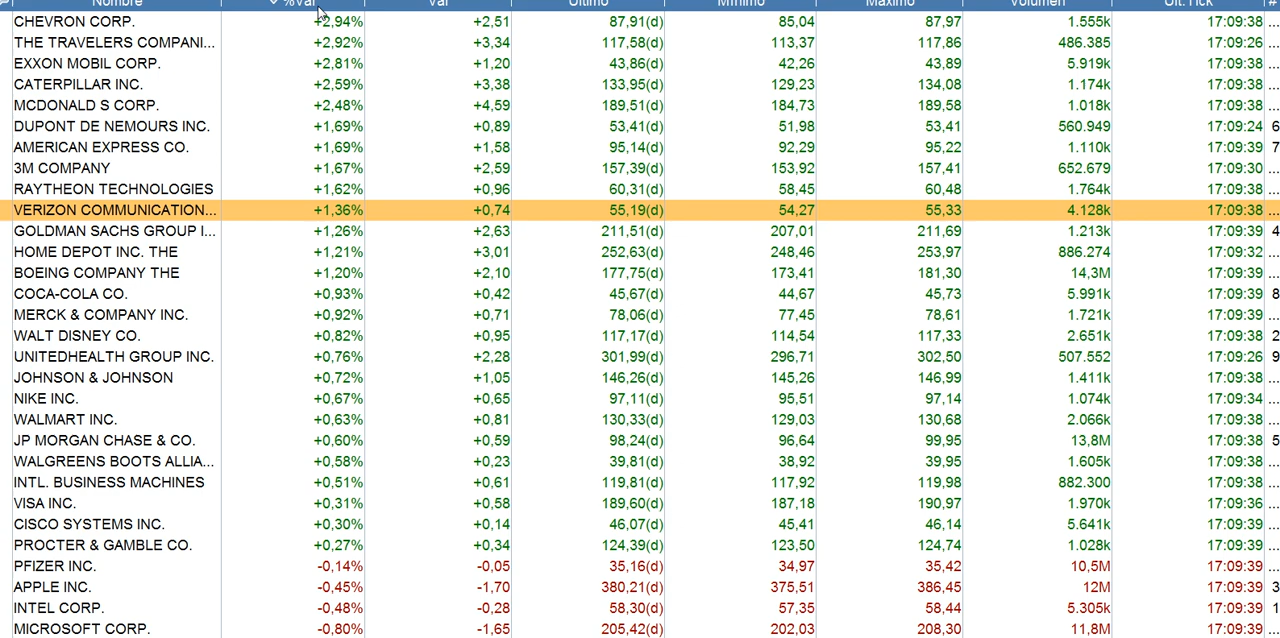 Nombre %Var Var Último Mínimo Máximo Volumen Ult.Tick #
CHEVRON CORP. +2,94% +2,51 87,91(d) 85,04 87,97 1.555k 17:09:38 ...
THE TRAVELERS COMPANI... +2,92% +3,34 117,58(d) 113,37 117,86 486.385 17:09:26 ...
EXXON MOBIL CORP. +2,81% +1,20 43,86(d) 42,26 43,89 5.919k 17:09:38 ...
CATERPILLAR INC. +2,59% +3,38 133,95(d) 129,23 134,08 1.174k 17:09:38 ...
MCDONALD S CORP. +2,48% +4,59 189,51(d) 184,73 189,58 1.018k 17:09:38 ...
DUPONT DE NEMOURS INC. +1,69% +0,89 53,41(d) 51,98 53,41 560.949 17:09:24 6
AMERICAN EXPRESS CO. +1,69% +1,58 95,14(d) 92,29 95,22 1.110k 17:09:39 7
3M COMPANY +1,67% +2,59 157,39(d) 153,92 157,41 652.679 17:09:30 ...
RAYTHEON TECHNOLOGIES +1,62% +0,96 60,31(d) 58,45 60,48 1.764k 17:09:38 ...
VERIZON COMMUNICATION... +1,36% +0,74 55,19(d) 54,27 55,33 4.128k 17:09:38 ...
GOLDMAN SACHS GROUP I... +1,26% +2,63 211,51(d) 207,01 211,69 1.213k 17:09:39 4
HOME DEPOT INC. THE +1,21% +3,01 252,63(d) 248,46 253,97 886.274 17:09:32 ...
BOEING COMPANY THE +1,20% +2,10 177,75(d) 173,41 181,30 14,3M 17:09:39 ...
COCA-COLA CO. +0,93% +0,42 45,67(d) 44,67 45,73 5.991k 17:09:39 8
MERCK & COMPANY INC. +0,92% +0,71 78,06(d) 77,45 78,61 1.721k 17:09:39 ...
WALT DISNEY CO. +0,82% +0,95 117,17(d) 114,54 117,33 2.651k 17:09:38 2
UNITEDHEALTH GROUP INC. +0,76% +2,28 301,99(d) 296,71 302,50 507.552 17:09:26 9
JOHNSON & JOHNSON +0,72% +1,05 146,26(d) 145,26 146,99 1.411k 17:09:38 ...
NIKE INC. +0,67% +0,65 97,11(d) 95,51 97,14 1.074k 17:09:34 ...
WALMART INC. +0,63% +0,81 130,33(d) 129,03 130,68 2.066k 17:09:38 ...
JP MORGAN CHASE & CO. +0,60% +0,59 98,24(d) 96,64 99,95 13,8M 17:09:38 5
WALGREENS BOOTS ALLIA... +0,58% +0,23 39,81(d) 38,92 39,95 1.605k 17:09:38 ...
INTL. BUSINESS MACHINES +0,51% +0,61 119,81(d) 117,92 119,98 882.300 17:09:38 ...
VISA INC. +0,31% +0,58 189,60(d) 187,18 190,97 1.970k 17:09:36 ...
CISCO SYSTEMS INC. +0,30% +0,14 46,07(d) 45,41 46,14 5.641k 17:09:39 ...
PROCTER & GAMBLE CO. +0,27% +0,34 124,39(d) 123,50 124,74 1.028k 17:09:39 ...
PFIZER INC. -0,14% -0,05 35,16(d) 34,97 35,42 10,5M 17:09:39 ...
APPLE INC. -0,45% -1,70 380,21(d) 375,51 386,45 12M 17:09:39 3
INTEL CORP. -0,48% -0,28 58,30(d) 57,35 58,44 5.305k 17:09:39 1
MICROSOFT CORP. -0,80% -1,65 205,42(d) 202,03 208,30 11,8M 17:09:39 ...